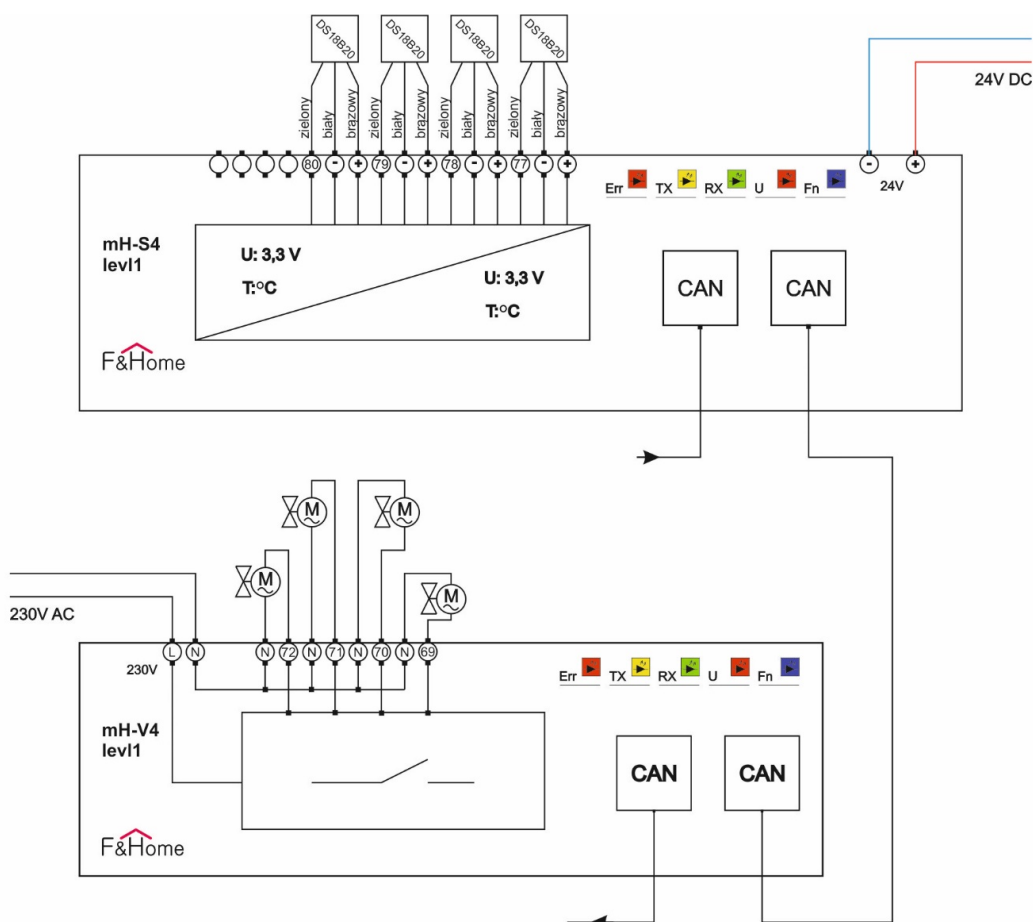 DS18B20 DS18B20 DS18B20 DS18B20
24V DC
zielony biały brązowy zielony biały brązowy zielony biały brązowy zielony biały brązowy
80 - + 79 - + 78 - + 77 - +
- +
24V
Err TX RX U Fn
mH-S4
levl1
U: 3,3 V
T:°C
U: 3,3 V
T:°C
CAN CAN
F&Home
M M
M M
230V AC
L N N 72 N 71 N 70 N 69
230V
Err TX RX U Fn
mH-V4
levl1
CAN CAN
F&Home